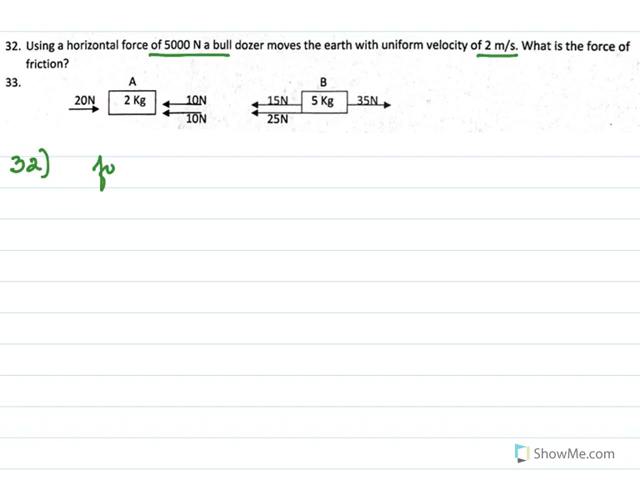 32. Using a horizontal force of 5000 N a bull dozer moves the earth with uniform velocity of 2 m/s. What is the force of
friction?
33.
A B
20N 2 Kg 10N 15N 5 Kg 35N
10N 25N
32) fo
ShowMe.com